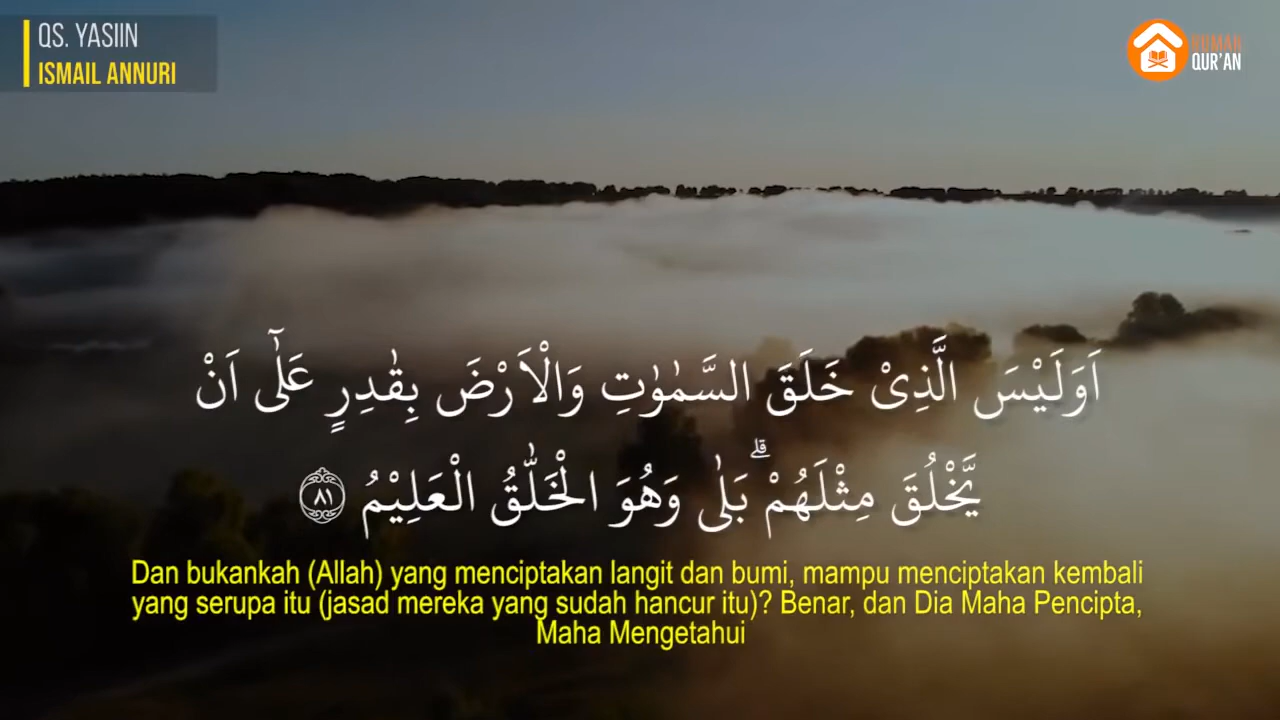 QS. YASIIN
ISMAIL ANNURI
RUMAH
QUR'AN
اَوَلَيْسَ الَّذِيْ خَلَقَ السَّمٰوٰتِ وَالْاَرْضَ بِقٰدِرٍ عَلٰٓى اَنْ
يَّخْلُقَ مِثْلَهُمْ ۗبَلٰى وَهُوَ الْخَلّٰقُ الْعَلِيْمُ ٨١
Dan bukankah (Allah) yang menciptakan langit dan bumi, mampu menciptakan kembali
yang serupa itu (jasad mereka yang sudah hancur itu)? Benar, dan Dia Maha Pencipta,
Maha Mengetahui